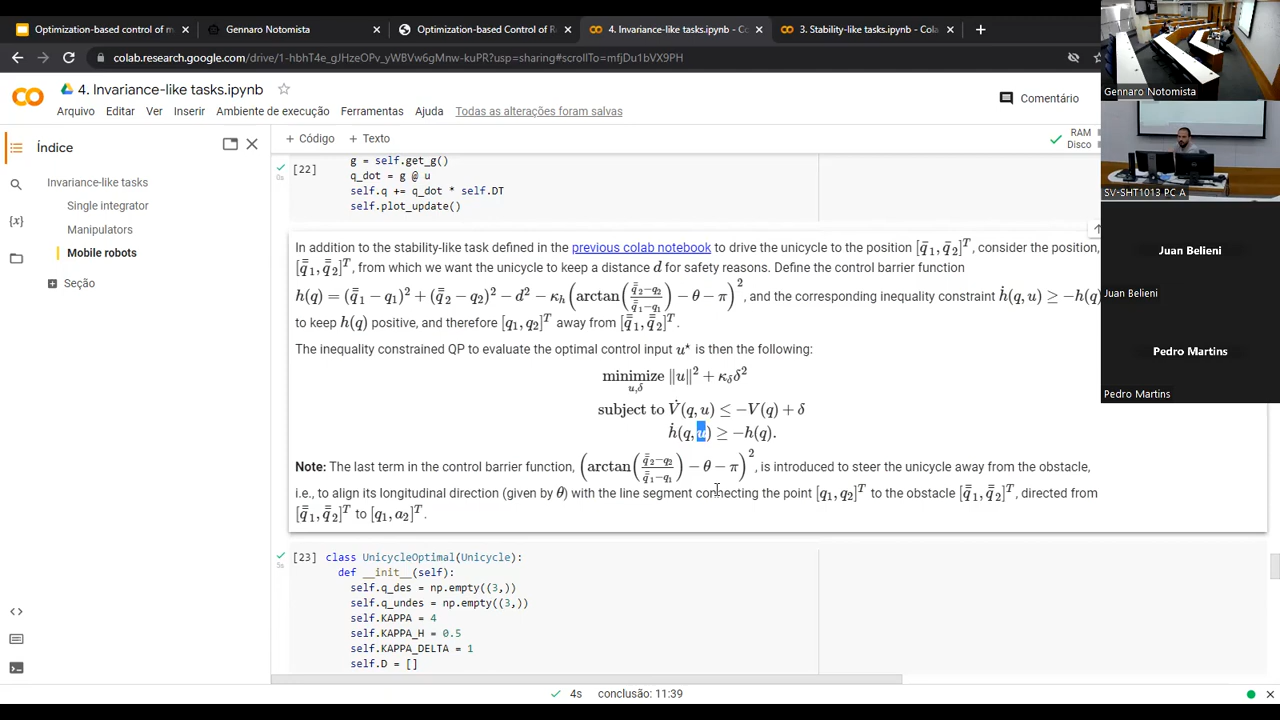 Optimization-based control of m
Gennaro Notomista
Optimization-based Control of R
4. Invariance-like tasks.ipynb - C
3. Stability-like tasks.ipynb - Cola
colab.research.google.com/drive/1-hbhT4e_gJHzeOPv_yWBVw6gMnw-kuPR?usp=sharing#scrollTo=mfjDu1bVX9PH
4. Invariance-like tasks.ipynb
Arquivo Editar Ver Inserir Ambiente de execução Ferramentas Ajuda Todas as alterações foram salvas
Comentário
Índice
+ Código + Texto
RAM
Disco
Invariance-like tasks
Single integrator
Manipulators
Mobile robots
Seção
[22]
g = self.get_g()
q_dot = g @ u
self.q += q_dot * self.DT
self.plot_update()
In addition to the stability-like task defined in the previous colab notebook to drive the unicycle to the position [q̄₁, q̄₂]ᵀ, consider the position,
[q̿₁, q̿₂]ᵀ, from which we want the unicycle to keep a distance d for safety reasons. Define the control barrier function
h(q) = (q̿₁ − q₁)² + (q̿₂ − q₂)² − d² − κₕ (arctan((q̿₂−q₂)/(q̿₁−q₁)) − θ − π)², and the corresponding inequality constraint ḣ(q, u) ≥ −h(q)
to keep h(q) positive, and therefore [q₁, q₂]ᵀ away from [q̿₁, q̿₂]ᵀ.
The inequality constrained QP to evaluate the optimal control input u* is then the following:
minimize ‖u‖² + κ_δ δ²
u,δ
subject to V̇(q, u) ≤ −V(q) + δ
ḣ(q, u) ≥ −h(q).
Note: The last term in the control barrier function, (arctan((q̿₂−q₂)/(q̿₁−q₁)) − θ − π)², is introduced to steer the unicycle away from the obstacle,
i.e., to align its longitudinal direction (given by θ) with the line segment connecting the point [q₁, q₂]ᵀ to the obstacle [q̿₁, q̿₂]ᵀ, directed from
[q̿₁, q̿₂]ᵀ to [q₁, a₂]ᵀ.
[23] class UnicycleOptimal(Unicycle):
def __init__(self):
self.q_des = np.empty((3,))
self.q_undes = np.empty((3,))
self.KAPPA = 4
self.KAPPA_H = 0.5
self.KAPPA_DELTA = 1
self.D = []
0s
5s
4s conclusão: 11:39
Gennaro Notomista
SV-SHT1013 PC A
Juan Belieni
Juan Belieni
Pedro Martins
Pedro Martins